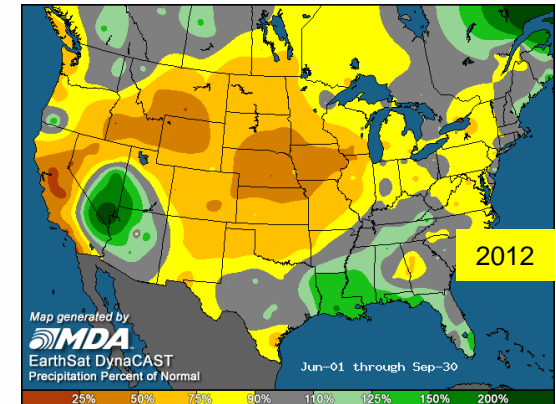 2012
Map generated by
MDA
EarthSat DynaCAST
Precipitation Percent of Normal
Jun-01 through Sep-30
25% 50% 75% 90% 110% 125% 150% 200%